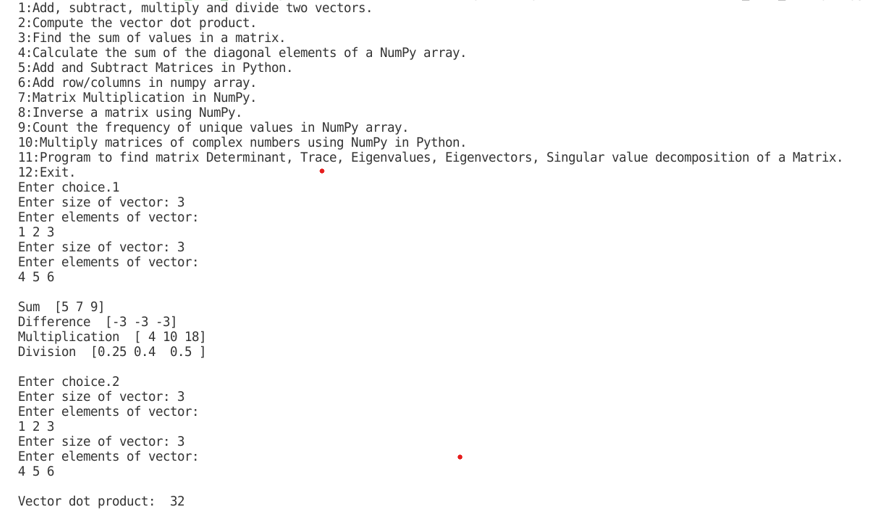 1:Add, subtract, multiply and divide two vectors.
2:Compute the vector dot product.
3:Find the sum of values in a matrix.
4:Calculate the sum of the diagonal elements of a NumPy array.
5:Add and Subtract Matrices in Python.
6:Add row/columns in numpy array.
7:Matrix Multiplication in NumPy.
8:Inverse a matrix using NumPy.
9:Count the frequency of unique values in NumPy array.
10:Multiply matrices of complex numbers using NumPy in Python.
11:Program to find matrix Determinant, Trace, Eigenvalues, Eigenvectors, Singular value decomposition of a Matrix.
12:Exit.
Enter choice.1
Enter size of vector: 3
Enter elements of vector:
1 2 3
Enter size of vector: 3
Enter elements of vector:
4 5 6
Sum  [5 7 9]
Difference  [-3 -3 -3]
Multiplication  [ 4 10 18]
Division  [0.25 0.4  0.5 ]
Enter choice.2
Enter size of vector: 3
Enter elements of vector:
1 2 3
Enter size of vector: 3
Enter elements of vector:
4 5 6
Vector dot product:  32